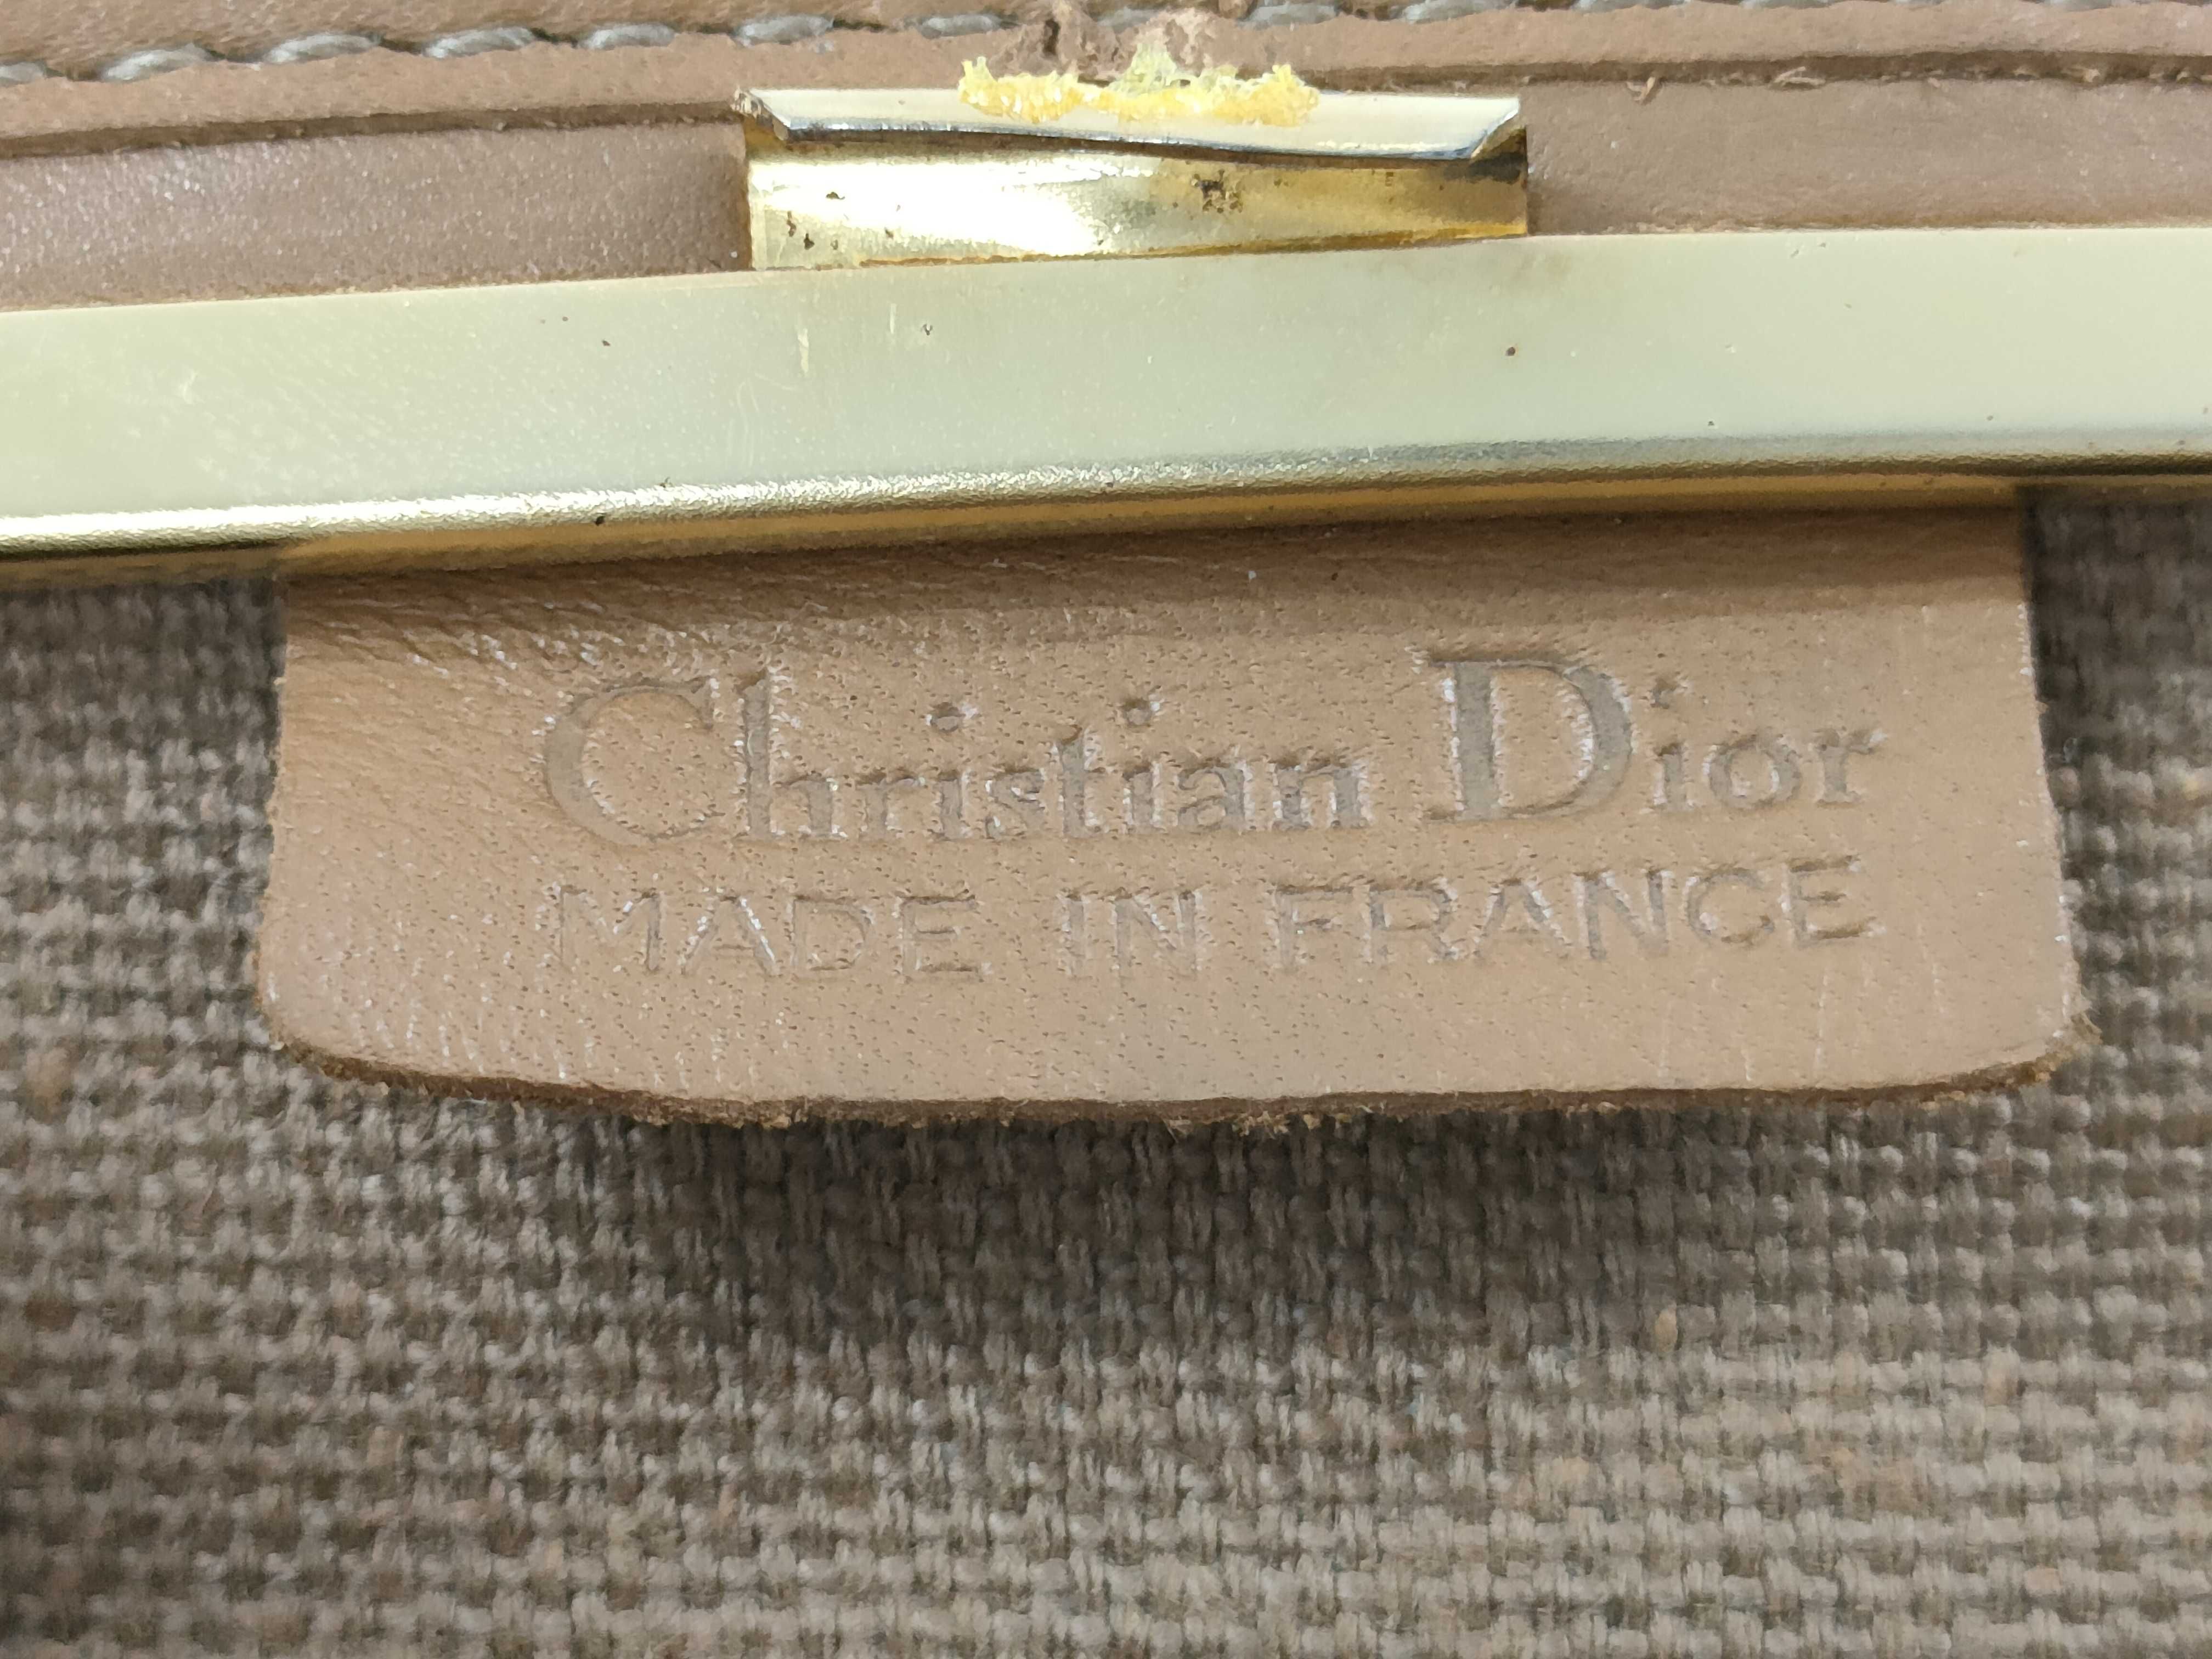 Christian Dior
MADE IN FRANCE